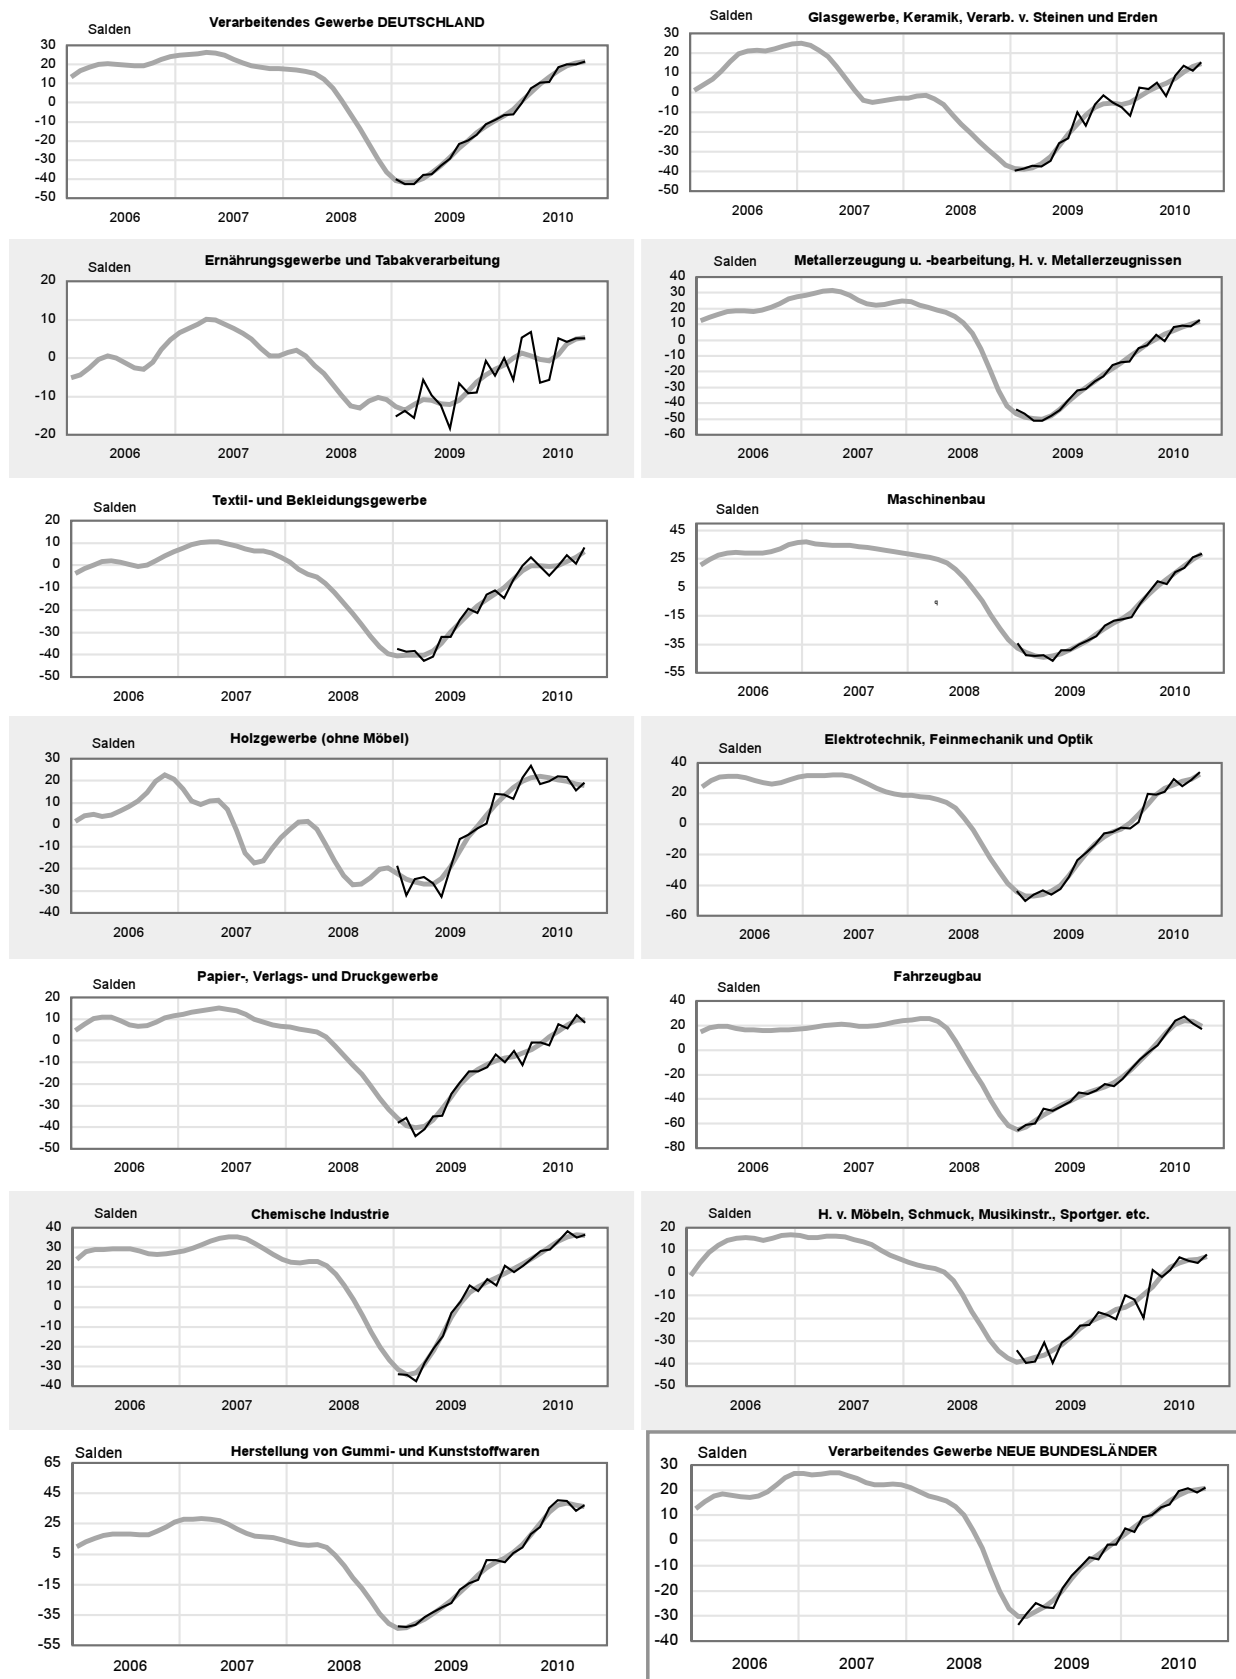 Verarbeitendes Gewerbe DEUTSCHLAND
Salden
30
20
10
0
-10
-20
-30
-40
-50
2006 2007 2008 2009 2010
Glasgewerbe, Keramik, Verarb. v. Steinen und Erden
Salden
30
20
10
0
-10
-20
-30
-40
-50
2006 2007 2008 2009 2010
Ernährungsgewerbe und Tabakverarbeitung
Salden
20
10
0
-10
-20
2006 2007 2008 2009 2010
Metallerzeugung u. -bearbeitung, H. v. Metallerzeugnissen
Salden
40
30
20
10
0
-10
-20
-30
-40
-50
-60
2006 2007 2008 2009 2010
Textil- und Bekleidungsgewerbe
Salden
20
10
0
-10
-20
-30
-40
-50
2006 2007 2008 2009 2010
Maschinenbau
Salden
45
25
5
-15
-35
-55
2006 2007 2008 2009 2010
Holzgewerbe (ohne Möbel)
Salden
30
20
10
0
-10
-20
-30
-40
2006 2007 2008 2009 2010
Elektrotechnik, Feinmechanik und Optik
Salden
40
20
0
-20
-40
-60
2006 2007 2008 2009 2010
Papier-, Verlags- und Druckgewerbe
Salden
20
10
0
-10
-20
-30
-40
-50
2006 2007 2008 2009 2010
Fahrzeugbau
Salden
40
20
0
-20
-40
-60
-80
2006 2007 2008 2009 2010
Chemische Industrie
Salden
40
30
20
10
0
-10
-20
-30
-40
2006 2007 2008 2009 2010
H. v. Möbeln, Schmuck, Musikinstr., Sportger. etc.
Salden
20
10
0
-10
-20
-30
-40
-50
2006 2007 2008 2009 2010
Herstellung von Gummi- und Kunststoffwaren
Salden
65
45
25
5
-15
-35
-55
2006 2007 2008 2009 2010
Verarbeitendes Gewerbe NEUE BUNDESLÄNDER
Salden
30
20
10
0
-10
-20
-30
-40
2006 2007 2008 2009 2010